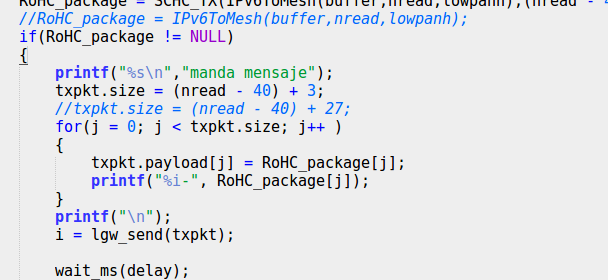 RoHC_package = SCHC_TX(IPv6ToMesh(buffer,nread,lowpanh),(nread - 4
//RoHC_package = IPv6ToMesh(buffer,nread,lowpanh);
if(RoHC_package != NULL)
{
printf("%s\n","manda mensaje");
txpkt.size = (nread - 40) + 3;
//txpkt.size = (nread - 40) + 27;
for(j = 0; j < txpkt.size; j++ )
{
txpkt.payload[j] = RoHC_package[j];
printf("%i-", RoHC_package[j]);
}
printf("\n");
i = lgw_send(txpkt);
wait_ms(delay);